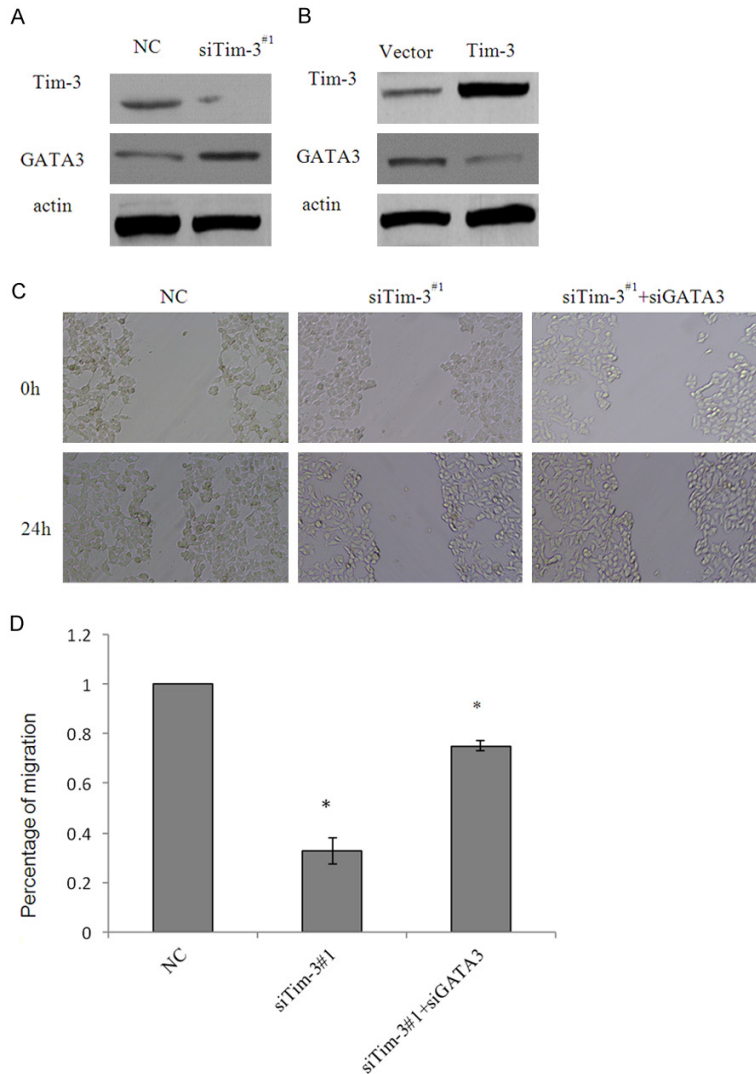 A
NC siTim-3#1
Tim-3
GATA3
actin
B
Vector Tim-3
Tim-3
GATA3
actin
C
NC siTim-3#1 siTim-3#1+siGATA3
0h
24h
D
Percentage of migration
1.2
1
0.8
0.6
0.4
0.2
0
*
*
NC
siTim-3#1
siTim-3#1+siGATA3